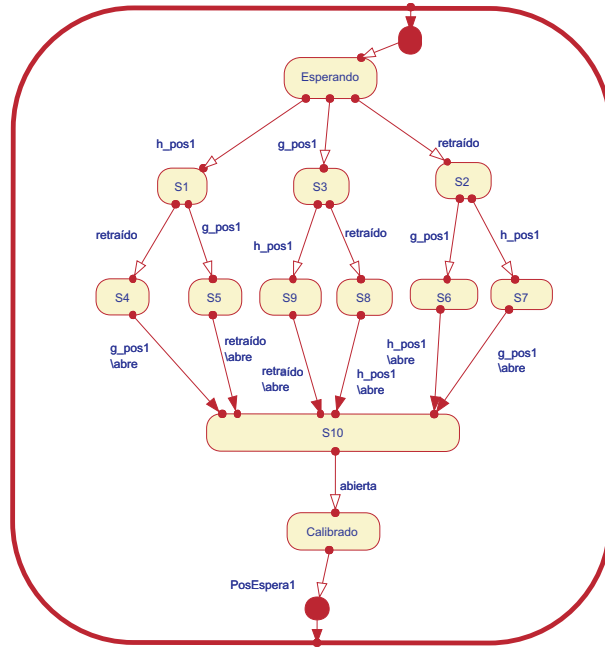 Esperando
h_pos1
g_pos1
retraído
S1
S3
S2
retraído
g_pos1
h_pos1
retraído
g_pos1
h_pos1
S4
S5
S9
S8
S6
S7
g_pos1
\abre
retraído
\abre
retraído
\abre
h_pos1
\abre
h_pos1
\abre
g_pos1
\abre
S10
abierta
Calibrado
PosEspera1